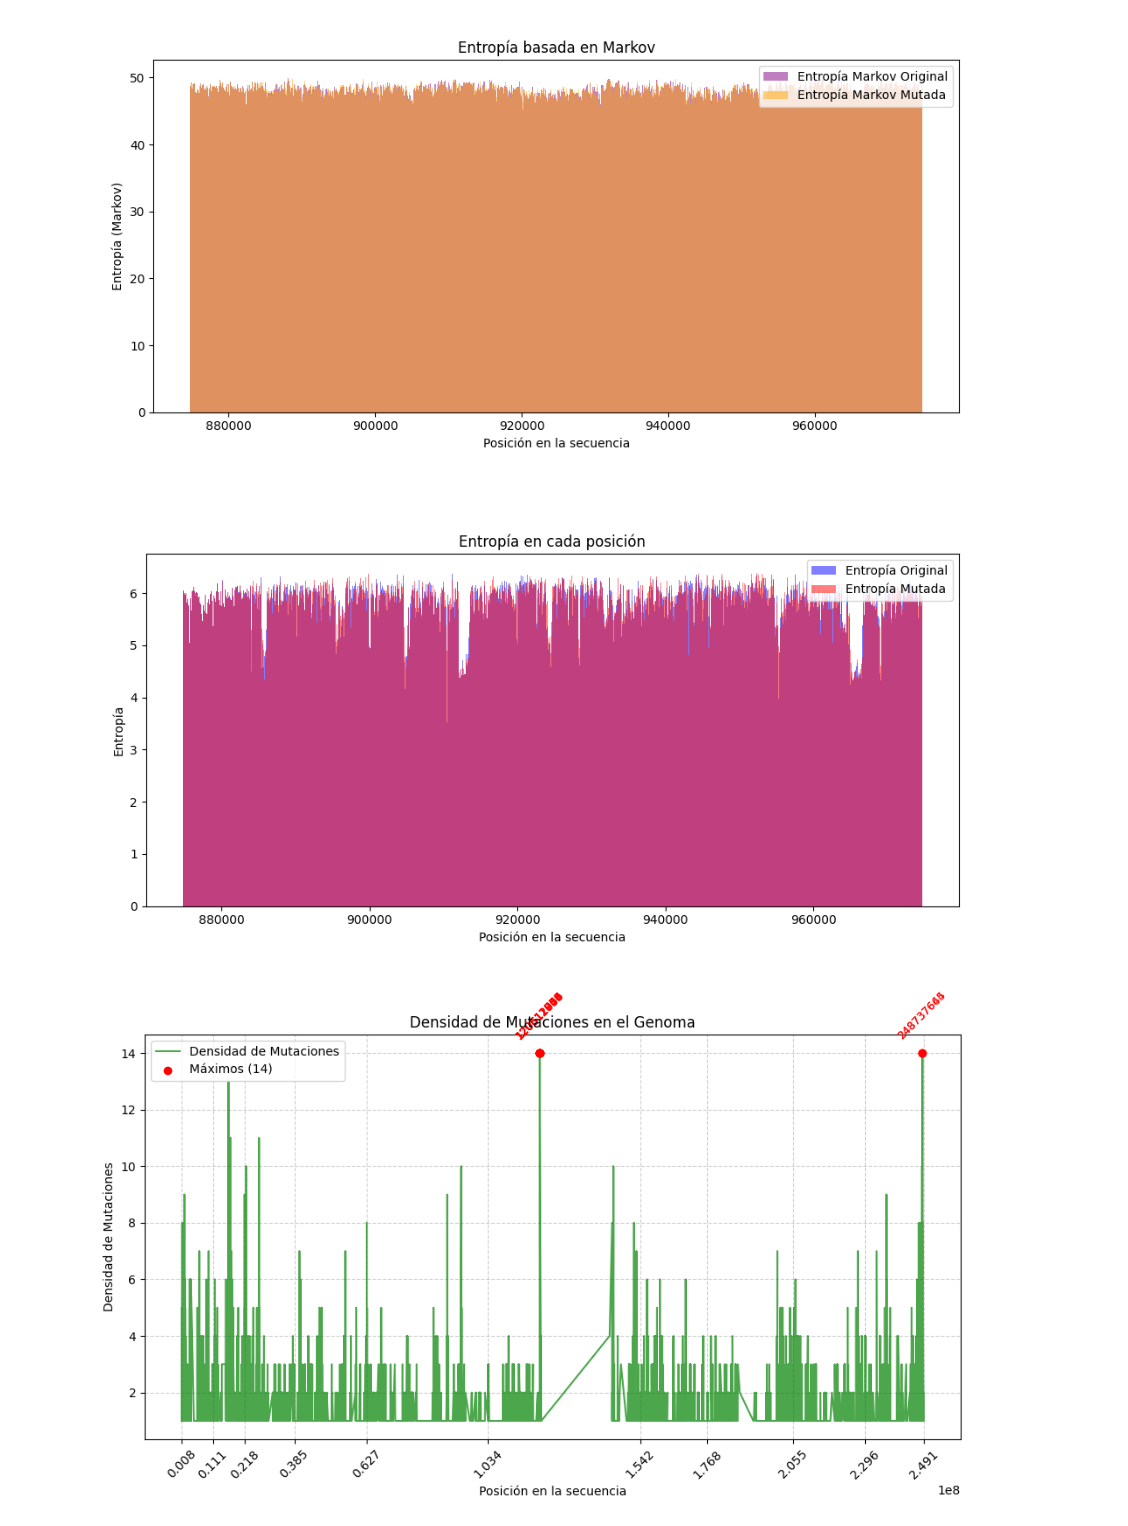 Entropía basada en Markov
Entropía Markov Original
Entropía Markov Mutada
50
40
30
20
10
0
Entropía (Markov)
880000 900000 920000 940000 960000
Posición en la secuencia
Entropía en cada posición
Entropía Original
Entropía Mutada
6
5
4
3
2
1
0
Entropía
880000 900000 920000 940000 960000
Posición en la secuencia
Densidad de Mutaciones en el Genoma
Densidad de Mutaciones
Máximos (14)
14
12
10
8
6
4
2
Densidad de Mutaciones
0.008 0.111 0.218 0.385 0.627 1.034 1.542 1.768 2.055 2.296 2.491
1e8
Posición en la secuencia